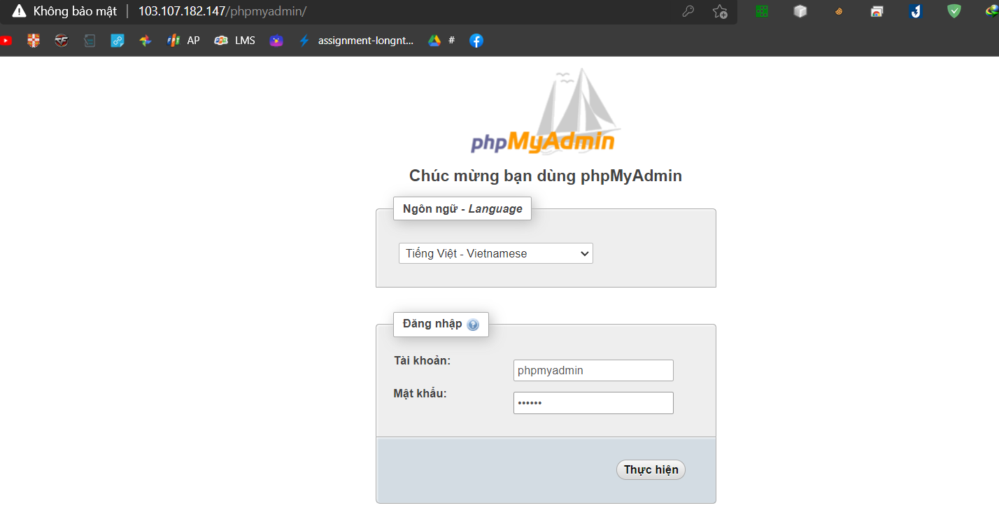 Không bảo mật | 103.107.182.147/phpmyadmin/
AP LMS assignment-longnt... #
phpMyAdmin
Chúc mừng bạn dùng phpMyAdmin
Ngôn ngữ - Language
Tiếng Việt - Vietnamese
Đăng nhập
Tài khoản: phpmyadmin
Mật khẩu: ••••••
Thực hiện